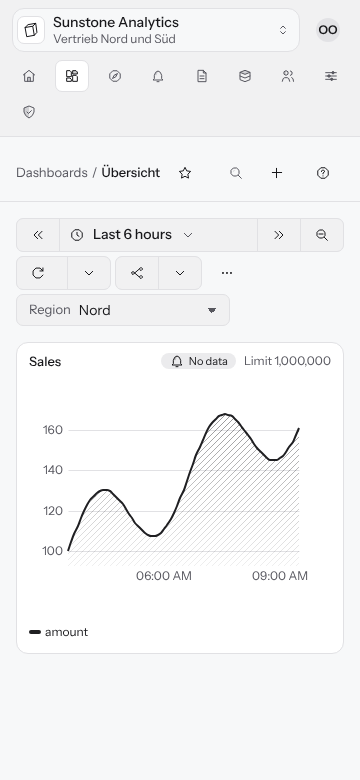 Sunstone Analytics
Vertrieb Nord und Süd
OO
Dashboards / Übersicht
Last 6 hours
Region Nord
Sales No data Limit 1,000,000
160
140
120
100
06:00 AM 09:00 AM
amount